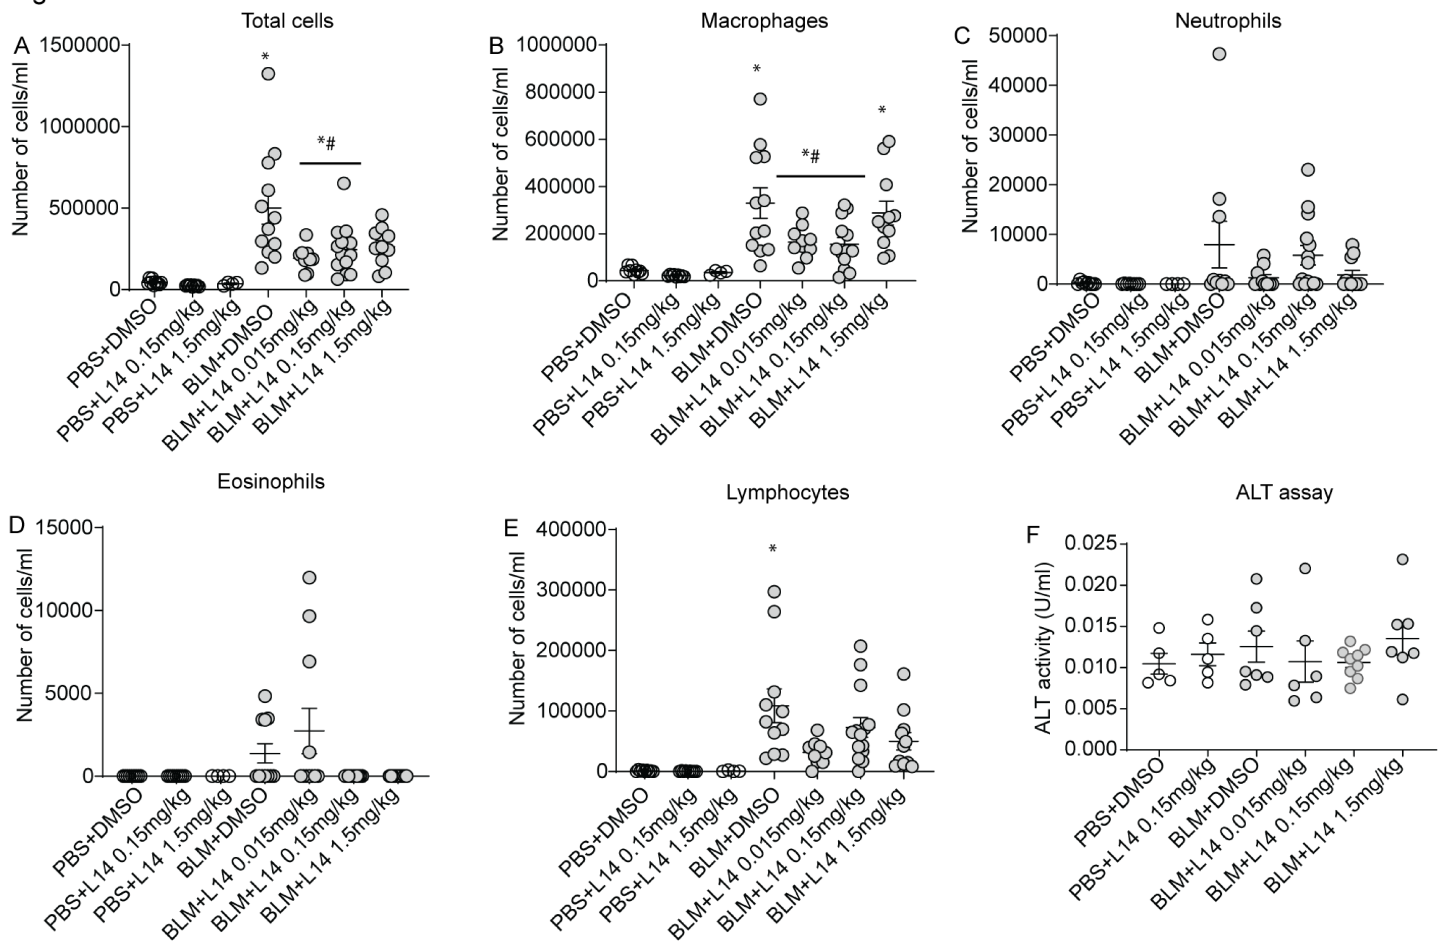 Total cells
A
Number of cells/ml
1500000
1000000
500000
0
*
*#
PBS+DMSO
PBS+L14 0.15mg/kg
PBS+L14 1.5mg/kg
BLM+DMSO
BLM+L14 0.015mg/kg
BLM+L14 0.15mg/kg
BLM+L14 1.5mg/kg
Macrophages
B
Number of cells/ml
1000000
800000
600000
400000
200000
0
*
*#
*
PBS+DMSO
PBS+L14 0.15mg/kg
PBS+L14 1.5mg/kg
BLM+DMSO
BLM+L14 0.015mg/kg
BLM+L14 0.15mg/kg
BLM+L14 1.5mg/kg
Neutrophils
C
Number of cells/ml
50000
40000
30000
20000
10000
0
PBS+DMSO
PBS+L14 0.15mg/kg
PBS+L14 1.5mg/kg
BLM+DMSO
BLM+L14 0.015mg/kg
BLM+L14 0.15mg/kg
BLM+L14 1.5mg/kg
Eosinophils
D
Number of cells/ml
15000
10000
5000
0
PBS+DMSO
PBS+L14 0.15mg/kg
PBS+L14 1.5mg/kg
BLM+DMSO
BLM+L14 0.015mg/kg
BLM+L14 0.15mg/kg
BLM+L14 1.5mg/kg
Lymphocytes
E
Number of cells/ml
400000
300000
200000
100000
0
*
PBS+DMSO
PBS+L14 0.15mg/kg
PBS+L14 1.5mg/kg
BLM+DMSO
BLM+L14 0.015mg/kg
BLM+L14 0.15mg/kg
BLM+L14 1.5mg/kg
ALT assay
F
ALT activity (U/ml)
0.025
0.020
0.015
0.010
0.005
0.000
PBS+DMSO
PBS+L14 0.15mg/kg
BLM+DMSO
BLM+L14 0.015mg/kg
BLM+L14 0.15mg/kg
BLM+L14 1.5mg/kg